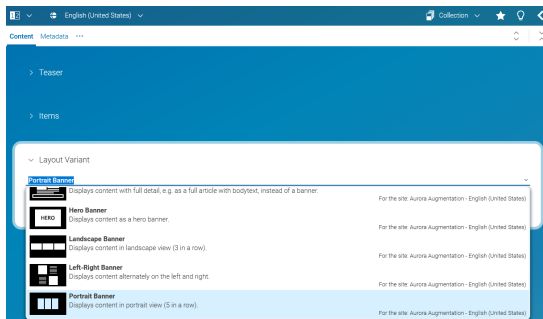 English (United States)
Collection
Content Metadata ...
Teaser
Items
Layout Variant
Portrait Banner
Displays content with full detail, e.g. as a full article with bodytext, instead of a banner.
For the site: Aurora Augmentation - English (United States)
HERO
Hero Banner
Displays content as a hero banner.
For the site: Aurora Augmentation - English (United States)
Landscape Banner
Displays content in landscape view (3 in a row).
For the site: Aurora Augmentation - English (United States)
Left-Right Banner
Displays content alternately on the left and right.
For the site: Aurora Augmentation - English (United States)
Portrait Banner
Displays content in portrait view (5 in a row).
For the site: Aurora Augmentation - English (United States)